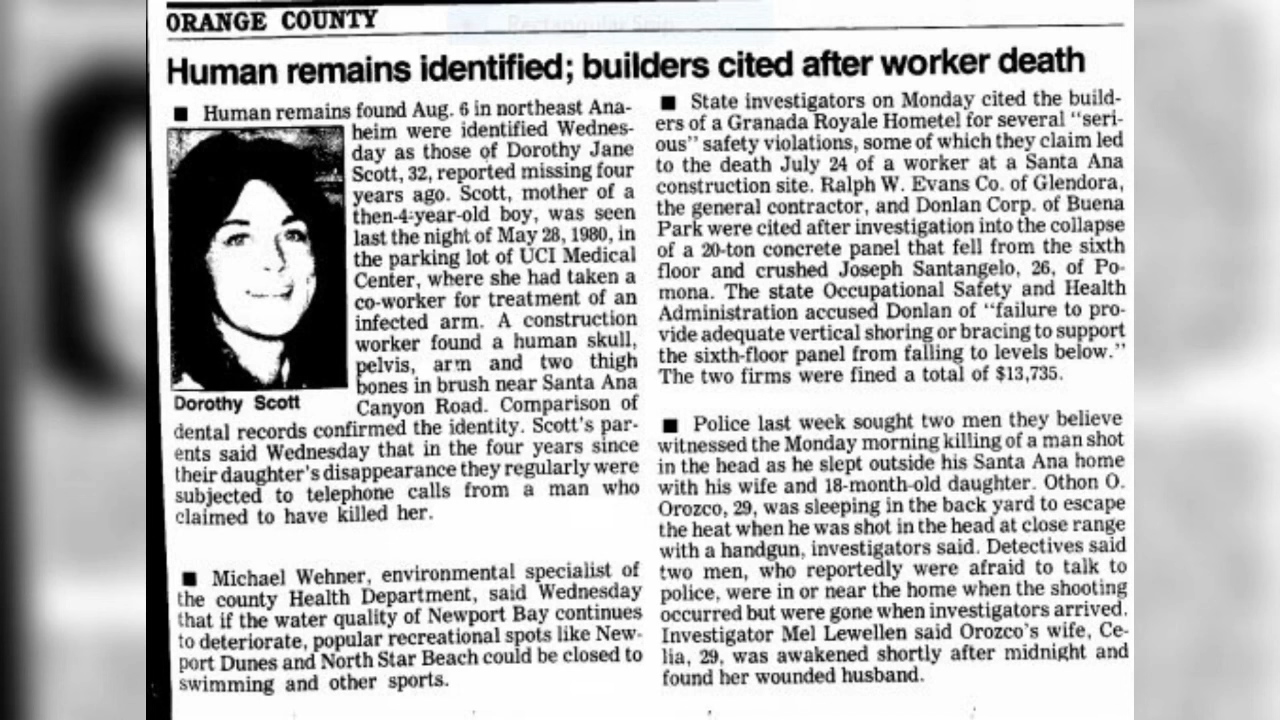 ORANGE COUNTY
Human remains identified; builders cited after worker death
■ Human remains found Aug. 6 in northeast Ana-
heim were identified Wednes-
day as those of Dorothy Jane
Scott, 32, reported missing four
years ago. Scott, mother of a
then-4-year-old boy, was seen
last the night of May 28, 1980, in
the parking lot of UCI Medical
Center, where she had taken a
co-worker for treatment of an
infected arm. A construction
worker found a human skull,
pelvis, arm and two thigh
bones in brush near Santa Ana
Canyon Road. Comparison of
Dorothy Scott
dental records confirmed the identity. Scott's par-
ents said Wednesday that in the four years since
their daughter's disappearance they regularly were
subjected to telephone calls from a man who
claimed to have killed her.
■ Michael Wehner, environmental specialist of
the county Health Department, said Wednesday
that if the water quality of Newport Bay continues
to deteriorate, popular recreational spots like New-
port Dunes and North Star Beach could be closed to
swimming and other sports.
■ State investigators on Monday cited the build-
ers of a Granada Royale Hometel for several "seri-
ous" safety violations, some of which they claim led
to the death July 24 of a worker at a Santa Ana
construction site. Ralph W. Evans Co. of Glendora,
the general contractor, and Donlan Corp. of Buena
Park were cited after investigation into the collapse
of a 20-ton concrete panel that fell from the sixth
floor and crushed Joseph Santangelo, 26, of Po-
mona. The state Occupational Safety and Health
Administration accused Donlan of "failure to pro-
vide adequate vertical shoring or bracing to support
the sixth-floor panel from falling to levels below."
The two firms were fined a total of $13,735.
■ Police last week sought two men they believe
witnessed the Monday morning killing of a man shot
in the head as he slept outside his Santa Ana home
with his wife and 18-month-old daughter. Othon O.
Orozco, 29, was sleeping in the back yard to escape
the heat when he was shot in the head at close range
with a handgun, investigators said. Detectives said
two men, who reportedly were afraid to talk to
police, were in or near the home when the shooting
occurred but were gone when investigators arrived.
Investigator Mel Lewellen said Orozco's wife, Ce-
lia, 29, was awakened shortly after midnight and
found her wounded husband.